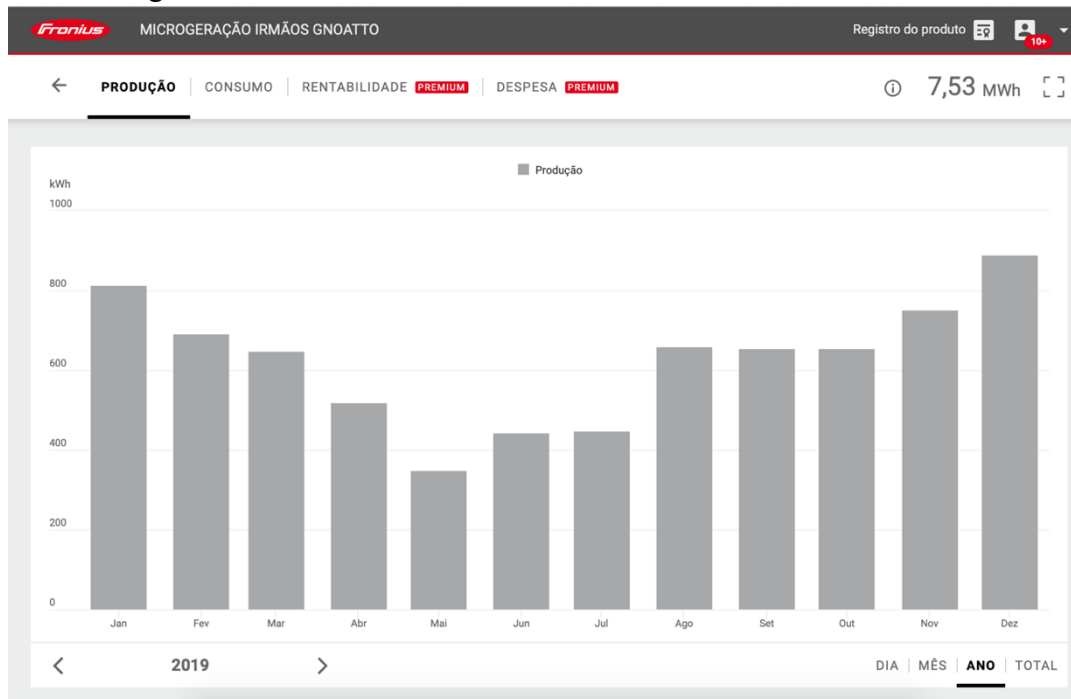 Fronius MICROGERAÇÃO IRMÃOS GNOATTO Registro do produto 10+
PRODUÇÃO CONSUMO RENTABILIDADE PREMIUM DESPESA PREMIUM 7,53 MWh
Produção
kWh
1000
800
600
400
200
0
Jan Fev Mar Abr Mai Jun Jul Ago Set Out Nov Dez
2019 DIA MÊS ANO TOTAL